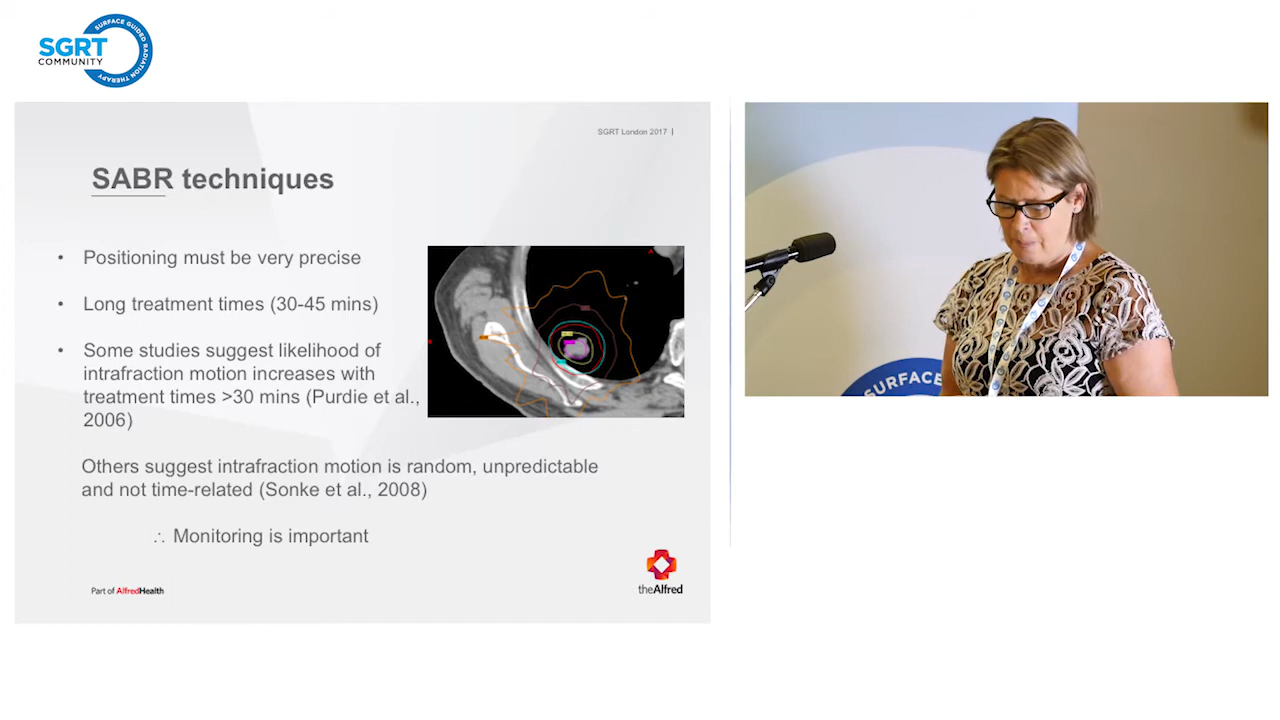 SURFACE GUIDED RADIATION THERAPY
SGRT
COMMUNITY
SGRT London 2017 |
SABR techniques
• Positioning must be very precise
• Long treatment times (30-45 mins)
• Some studies suggest likelihood of
intrafraction motion increases with
treatment times >30 mins (Purdie et al.,
2006)
Others suggest intrafraction motion is random, unpredictable
and not time-related (Sonke et al., 2008)
∴ Monitoring is important
Part of AlfredHealth
theAlfred
SURFACE